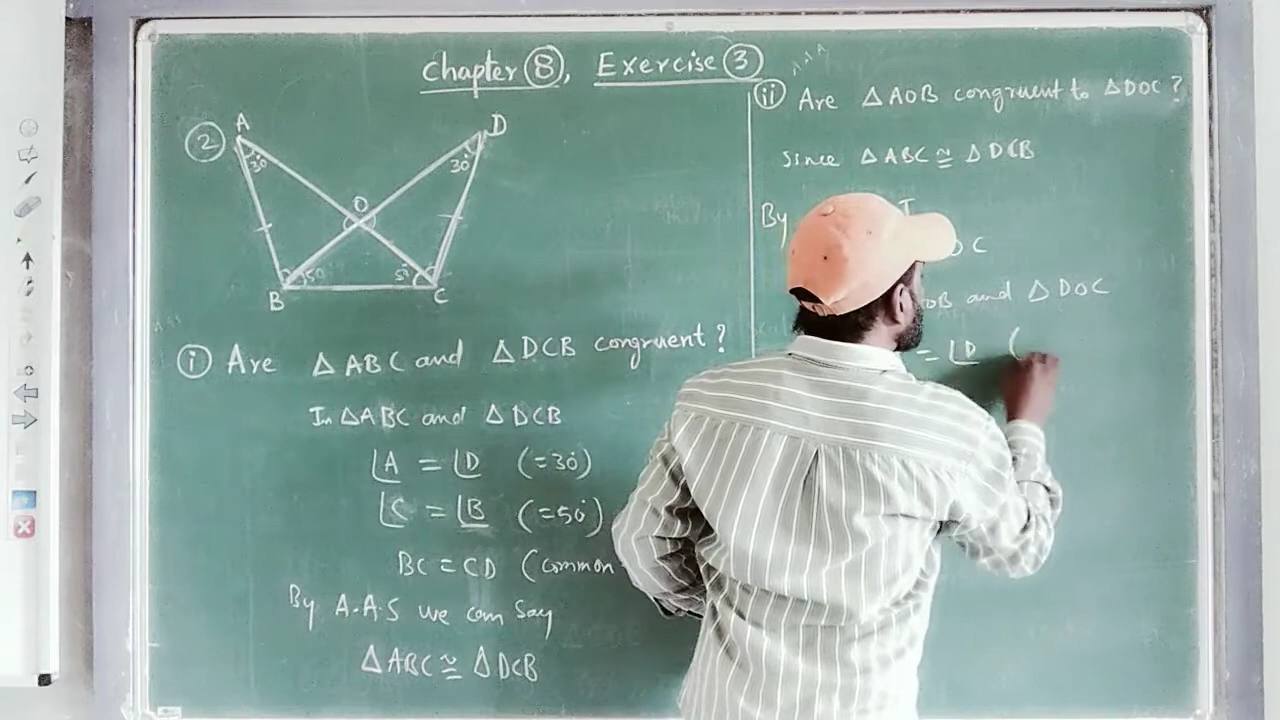 Chapter 8, Exercise 3
2
A
D
30°
30°
O
50
50
B
C
i Are △ABC and △DCB congruent?
In △ABC and △DCB
∠A = ∠D (=30°)
∠C = ∠B (=50°)
BC = CD (common
By A.A.S we can say
△ABC ≅ △DCB
ii Are △AOB congruent to △DOC?
since △ABC ≅ △DCB
By
OC
OB and △DOC
= ∠D (